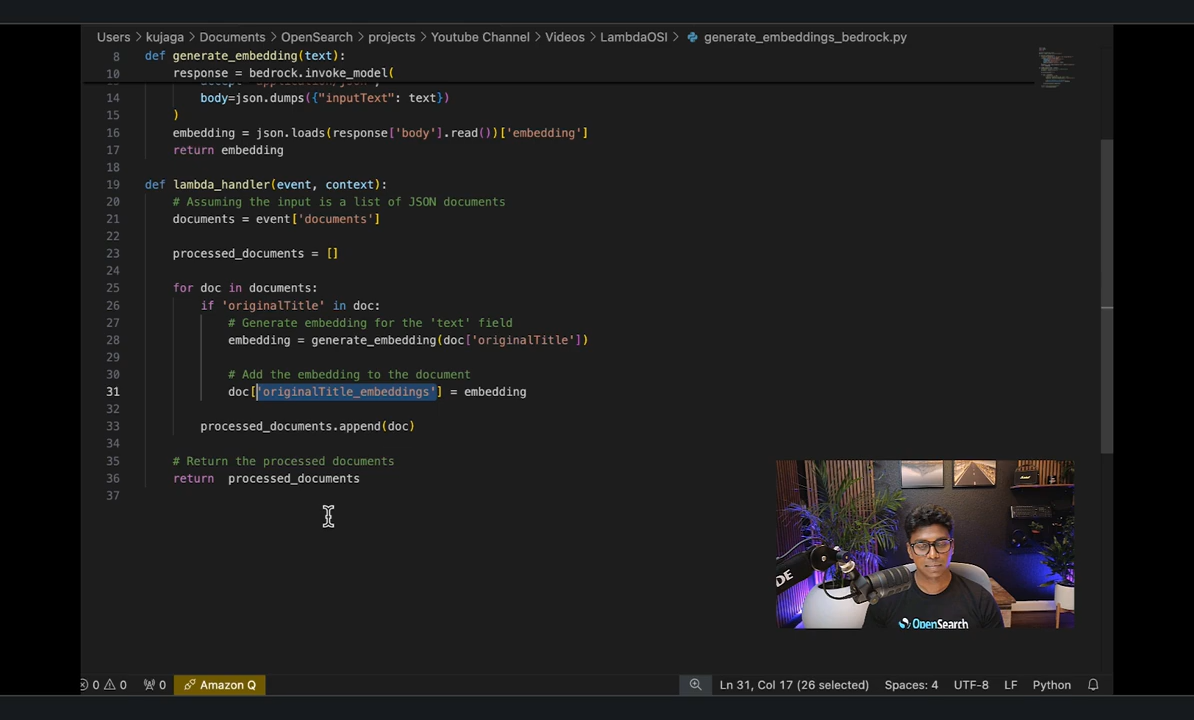 Users > kujaga > Documents > OpenSearch > projects > Youtube Channel > Videos > LambdaOSI > generate_embeddings_bedrock.py
8 def generate_embedding(text):
10 response = bedrock.invoke_model(
14 body=json.dumps({"inputText": text})
15 )
16 embedding = json.loads(response['body'].read())['embedding']
17 return embedding
18
19 def lambda_handler(event, context):
20 # Assuming the input is a list of JSON documents
21 documents = event['documents']
22
23 processed_documents = []
24
25 for doc in documents:
26 if 'originalTitle' in doc:
27 # Generate embedding for the 'text' field
28 embedding = generate_embedding(doc['originalTitle'])
29
30 # Add the embedding to the document
31 doc['originalTitle_embeddings'] = embedding
32
33 processed_documents.append(doc)
34
35 # Return the processed documents
36 return processed_documents
37
DE
OpenSearch
0 0 0 Amazon Q Ln 31, Col 17 (26 selected) Spaces: 4 UTF-8 LF Python